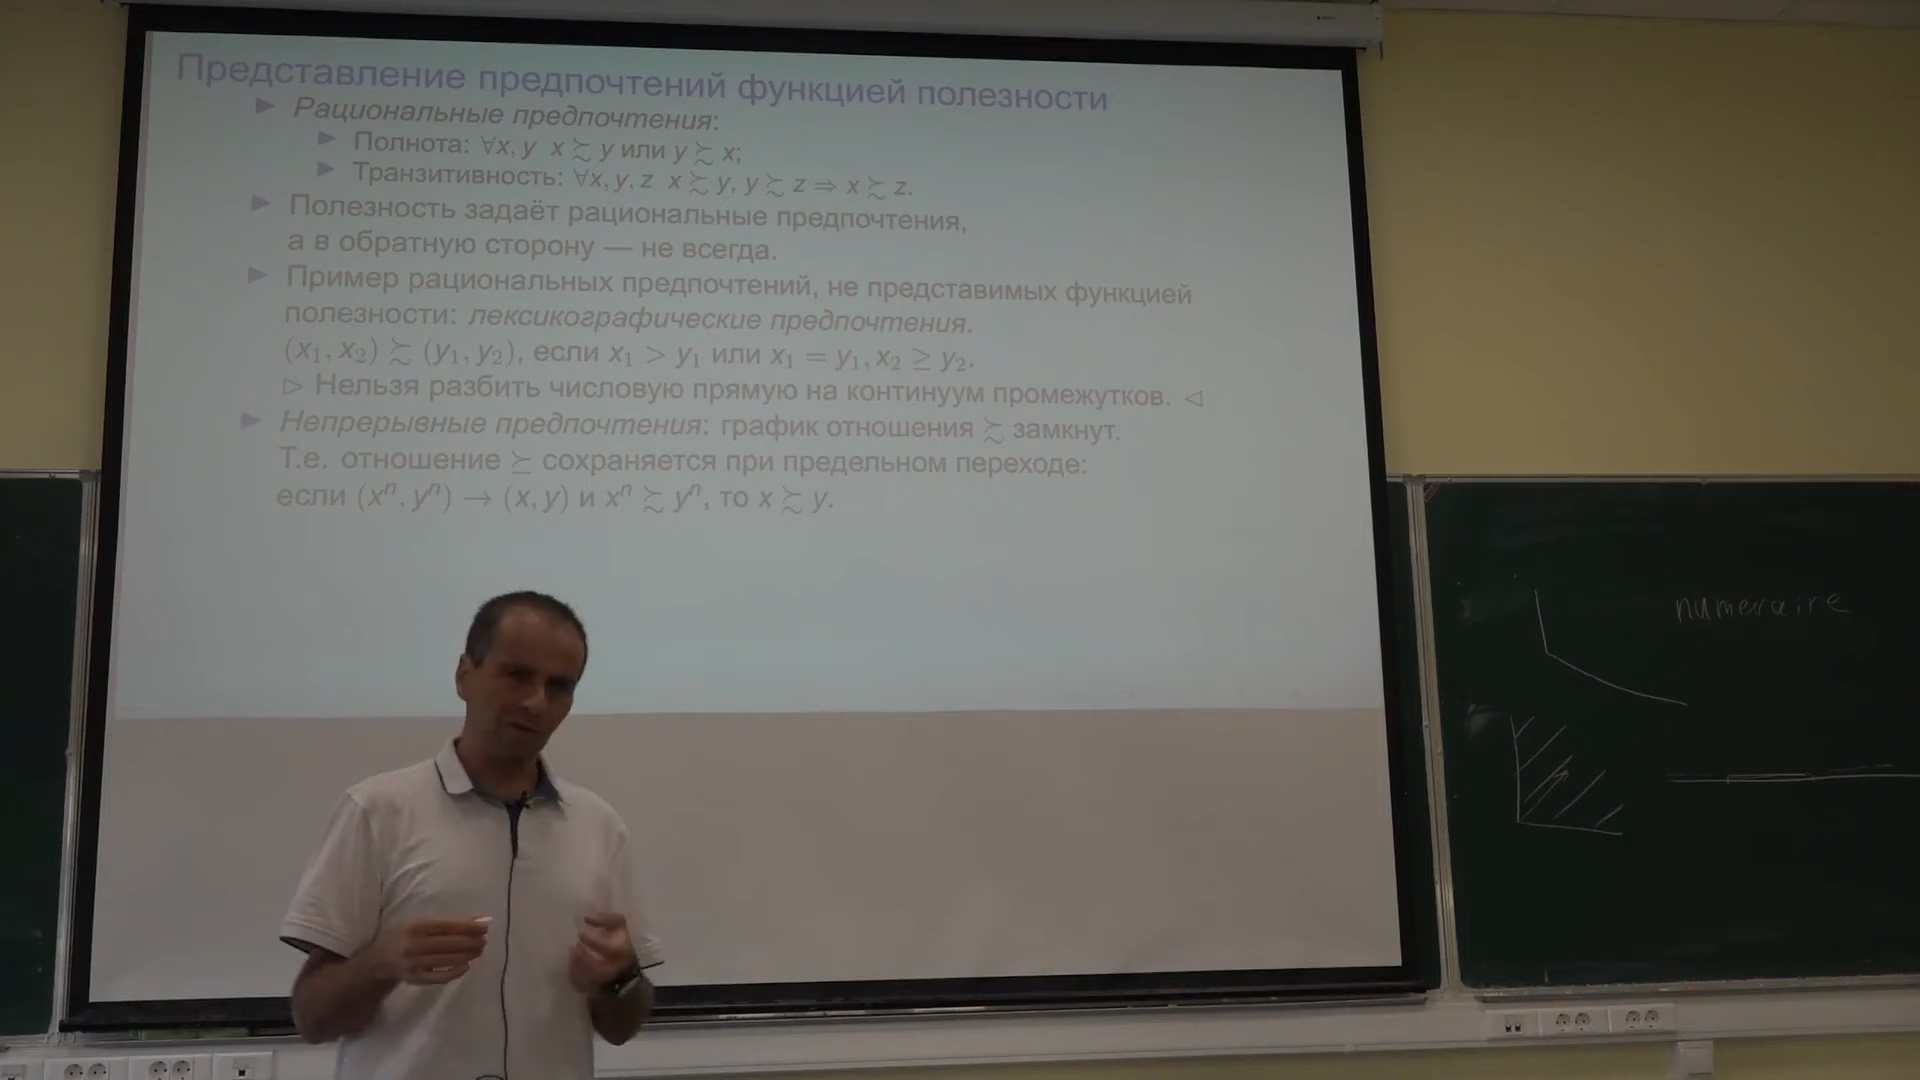 Представление предпочтений функцией полезности
► Рациональные предпочтения:
► Полнота: ∀x, y x ≿ y или y ≿ x;
► Транзитивность: ∀x, y, z x ≿ y, y ≿ z ⇒ x ≿ z.
► Полезность задаёт рациональные предпочтения,
а в обратную сторону — не всегда.
► Пример рациональных предпочтений, не представимых функцией
полезности: лексикографические предпочтения.
(x₁, x₂) ≿ (y₁, y₂), если x₁ > y₁ или x₁ = y₁, x₂ ≥ y₂.
▷ Нельзя разбить числовую прямую на континуум промежутков. ◁
► Непрерывные предпочтения: график отношения ≿ замкнут.
Т.е. отношение ⪰ сохраняется при предельном переходе:
если (xⁿ, yⁿ) → (x, y) и xⁿ ≿ yⁿ, то x ≿ y.
numeraire